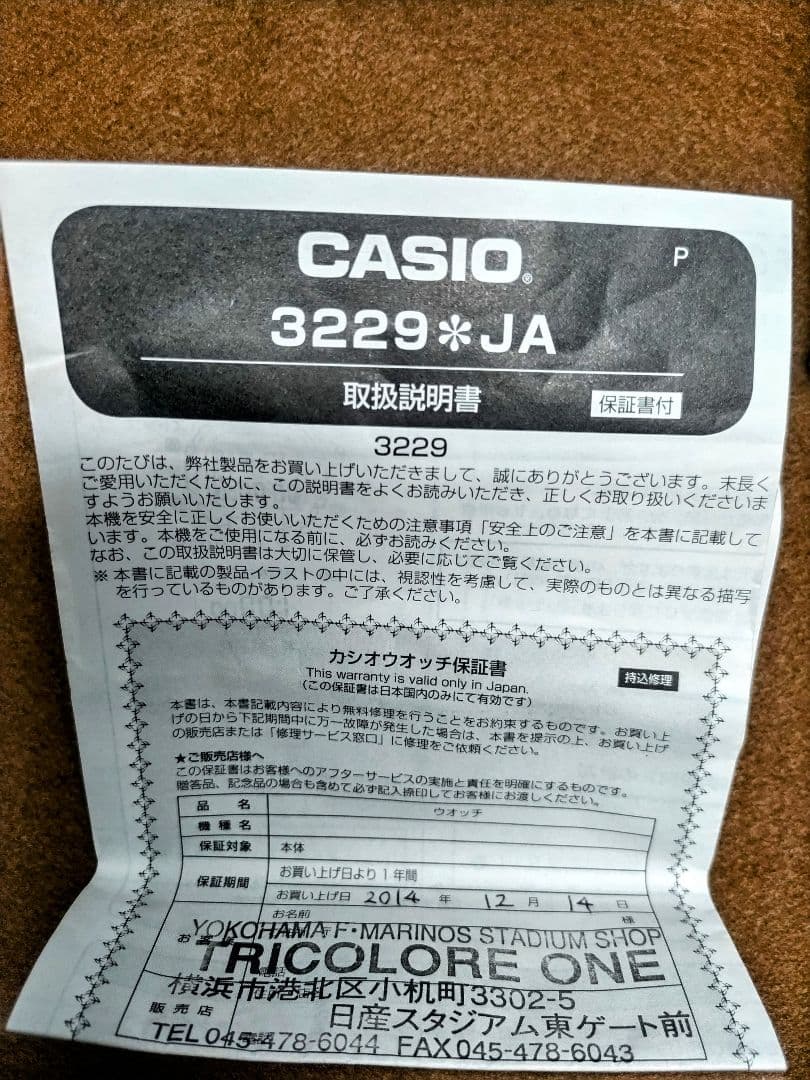 CASIO®
P
3229✽JA
取扱説明書
保証書付
3229
このたびは、弊社製品をお買い上げいただきまして、誠にありがとうございます。末長く
ご愛用いただくために、この説明書をよくお読みいただき、正しくお取り扱いくださいま
すようお願いいたします。
本機を安全に正しくお使いいただくための注意事項「安全上のご注意」を本書に記載して
います。本機をご使用になる前に、必ずお読みください。
なお、この取扱説明書は大切に保管し、必要に応じてご覧ください。
※ 本書に記載の製品イラストの中には、視認性を考慮して、実際のものとは異なる描写
を行っているものがあります。ご了承ください。
カシオウオッチ保証書
This warranty is valid only in Japan.
(この保証書は日本国内のみにて有効です)
持込修理
本書は、本書記載内容により無料修理を行うことをお約束するものです。お買い上
げの日から下記期間中に万一故障が発生した場合は、本書を提示の上、お買い上げ
の販売店または「修理サービス窓口」に修理をご依頼ください。
★ご販売店様へ
この保証書はお客様へのアフターサービスの実施と責任を明確にするものです。
贈答品、記念品の場合も含めて必ず記入捺印してお客様にお渡しください。
品名 ウオッチ
機種名
保証対象 本体
保証期間 お買い上げ日より1年間
お買い上げ日 2014 年 12 月 14 日
お名前 様
YOKOHAMA F・MARINOS STADIUM SHOP
TRICOLORE ONE
横浜市港北区小机町3302-5
販売店 日産スタジアム東ゲート前
TEL 045-478-6044 FAX 045-478-6043